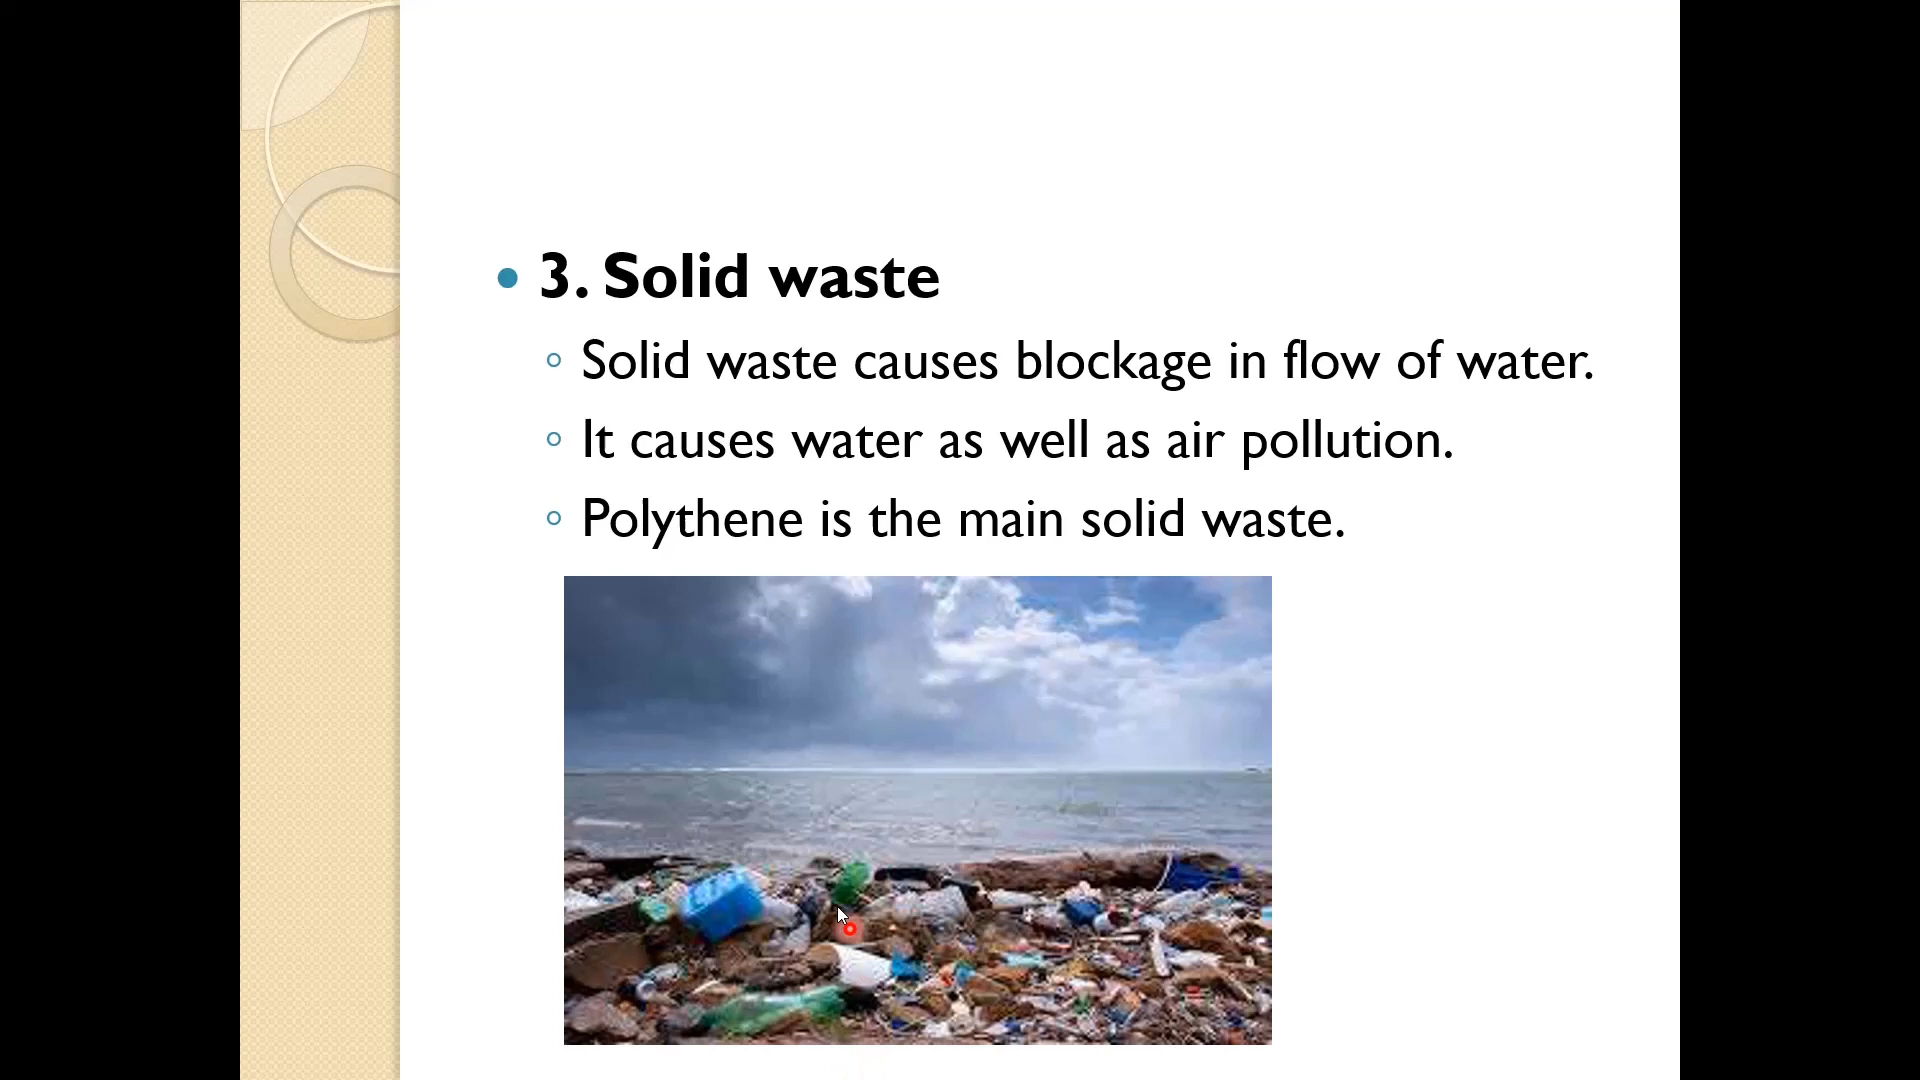 3. Solid waste
Solid waste causes blockage in flow of water.
It causes water as well as air pollution.
Polythene is the main solid waste.